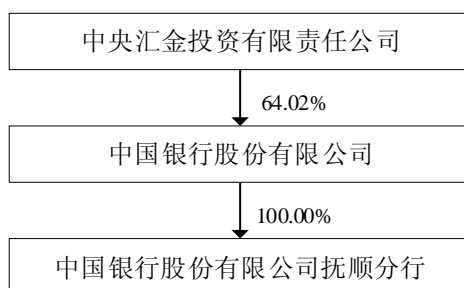 中央汇金投资有限责任公司
64.02%
中国银行股份有限公司
100.00%
中国银行股份有限公司抚顺分行